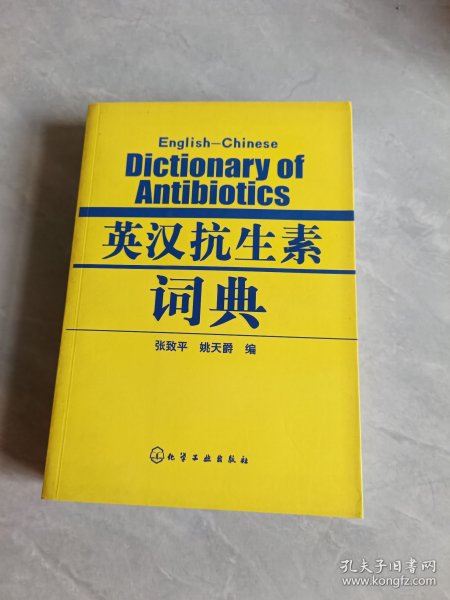 English—Chinese
Dictionary of
Antibiotics
英汉抗生素
词典
张致平 姚天爵 编
化学工业出版社
孔夫子旧书网
www.kongfz.com